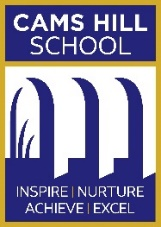 CAMS HILL
SCHOOL
INSPIRE | NURTURE
ACHIEVE | EXCEL